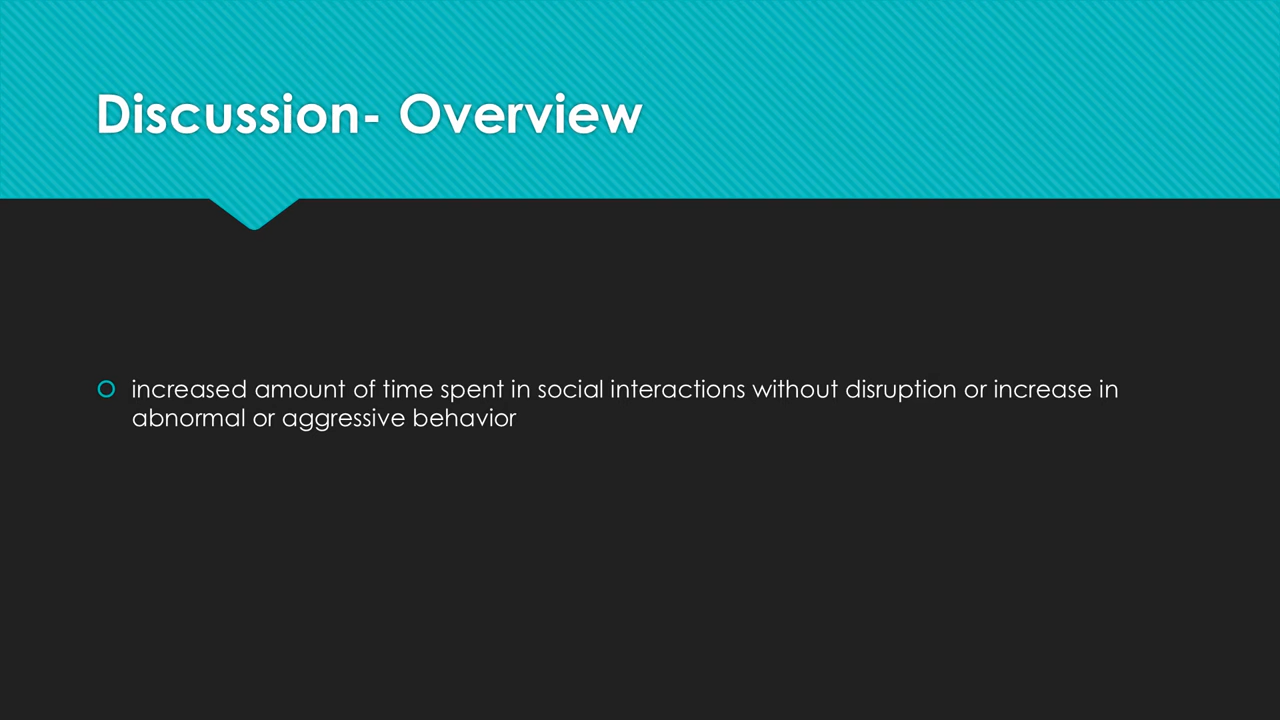 Discussion- Overview
increased amount of time spent in social interactions without disruption or increase in
abnormal or aggressive behavior